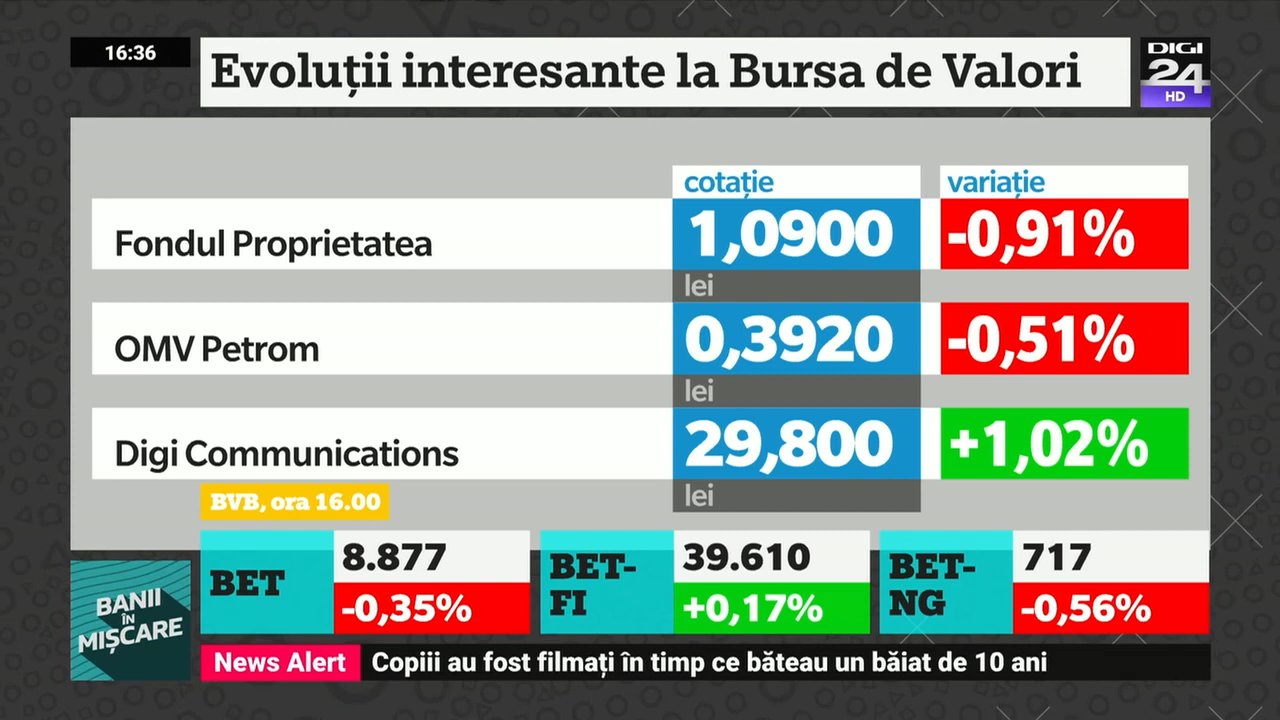 16:36
Evoluții interesante la Bursa de Valori
DIGI
24
HD
cotație
variație
Fondul Proprietatea
1,0900
-0,91%
lei
OMV Petrom
0,3920
-0,51%
lei
Digi Communications
29,800
+1,02%
lei
BVB, ora 16.00
BET
8.877
-0,35%
BET-
FI
39.610
+0,17%
BET-
NG
717
-0,56%
BANII
ÎN
MIȘCARE
News Alert
Copiii au fost filmați în timp ce băteau un băiat de 10 ani